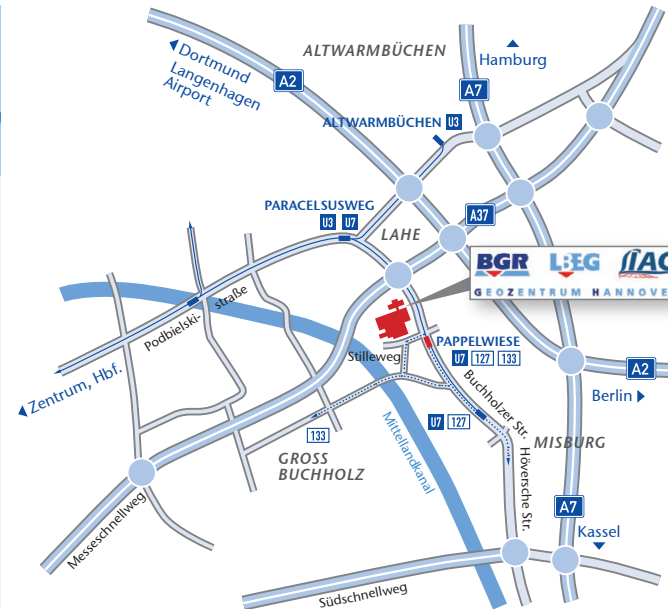 ALTWARMBÜCHEN
Dortmund
Langenhagen
Airport
A2
Hamburg
A7
ALTWARMBÜCHEN U3
PARACELSUSWEG
U3 U7
LAHE
A37
BGR LBEG
GEOZENTRUM HANNOVE
Podbielski-
straße
Stilleweg
PAPPELWIESE
U7 127 133
Zentrum, Hbf.
A2
Berlin
Buchholzer Str.
U7 127
133
MISBURG
GROSS
BUCHHOLZ
Mittellandkanal
Höversche Str.
Messeschnellweg
A7
Kassel
Südschnellweg